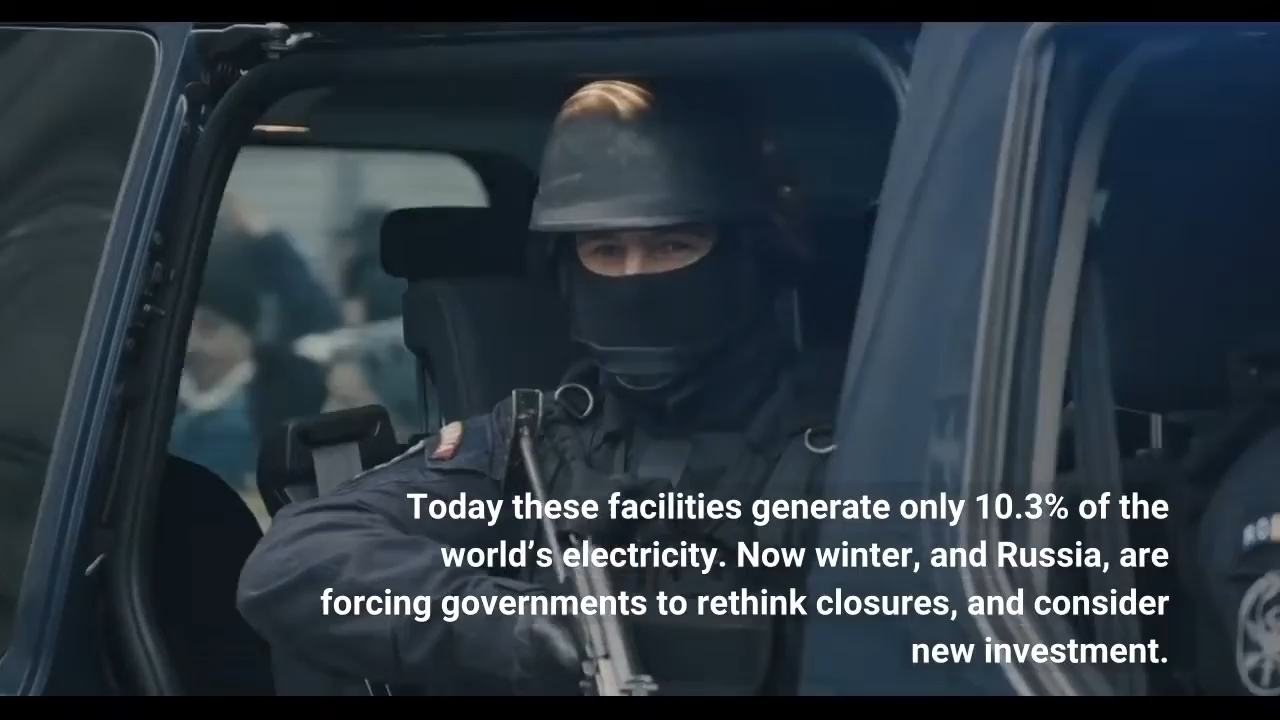 Today these facilities generate only 10.3% of the
world’s electricity. Now winter, and Russia, are
forcing governments to rethink closures, and consider
new investment.